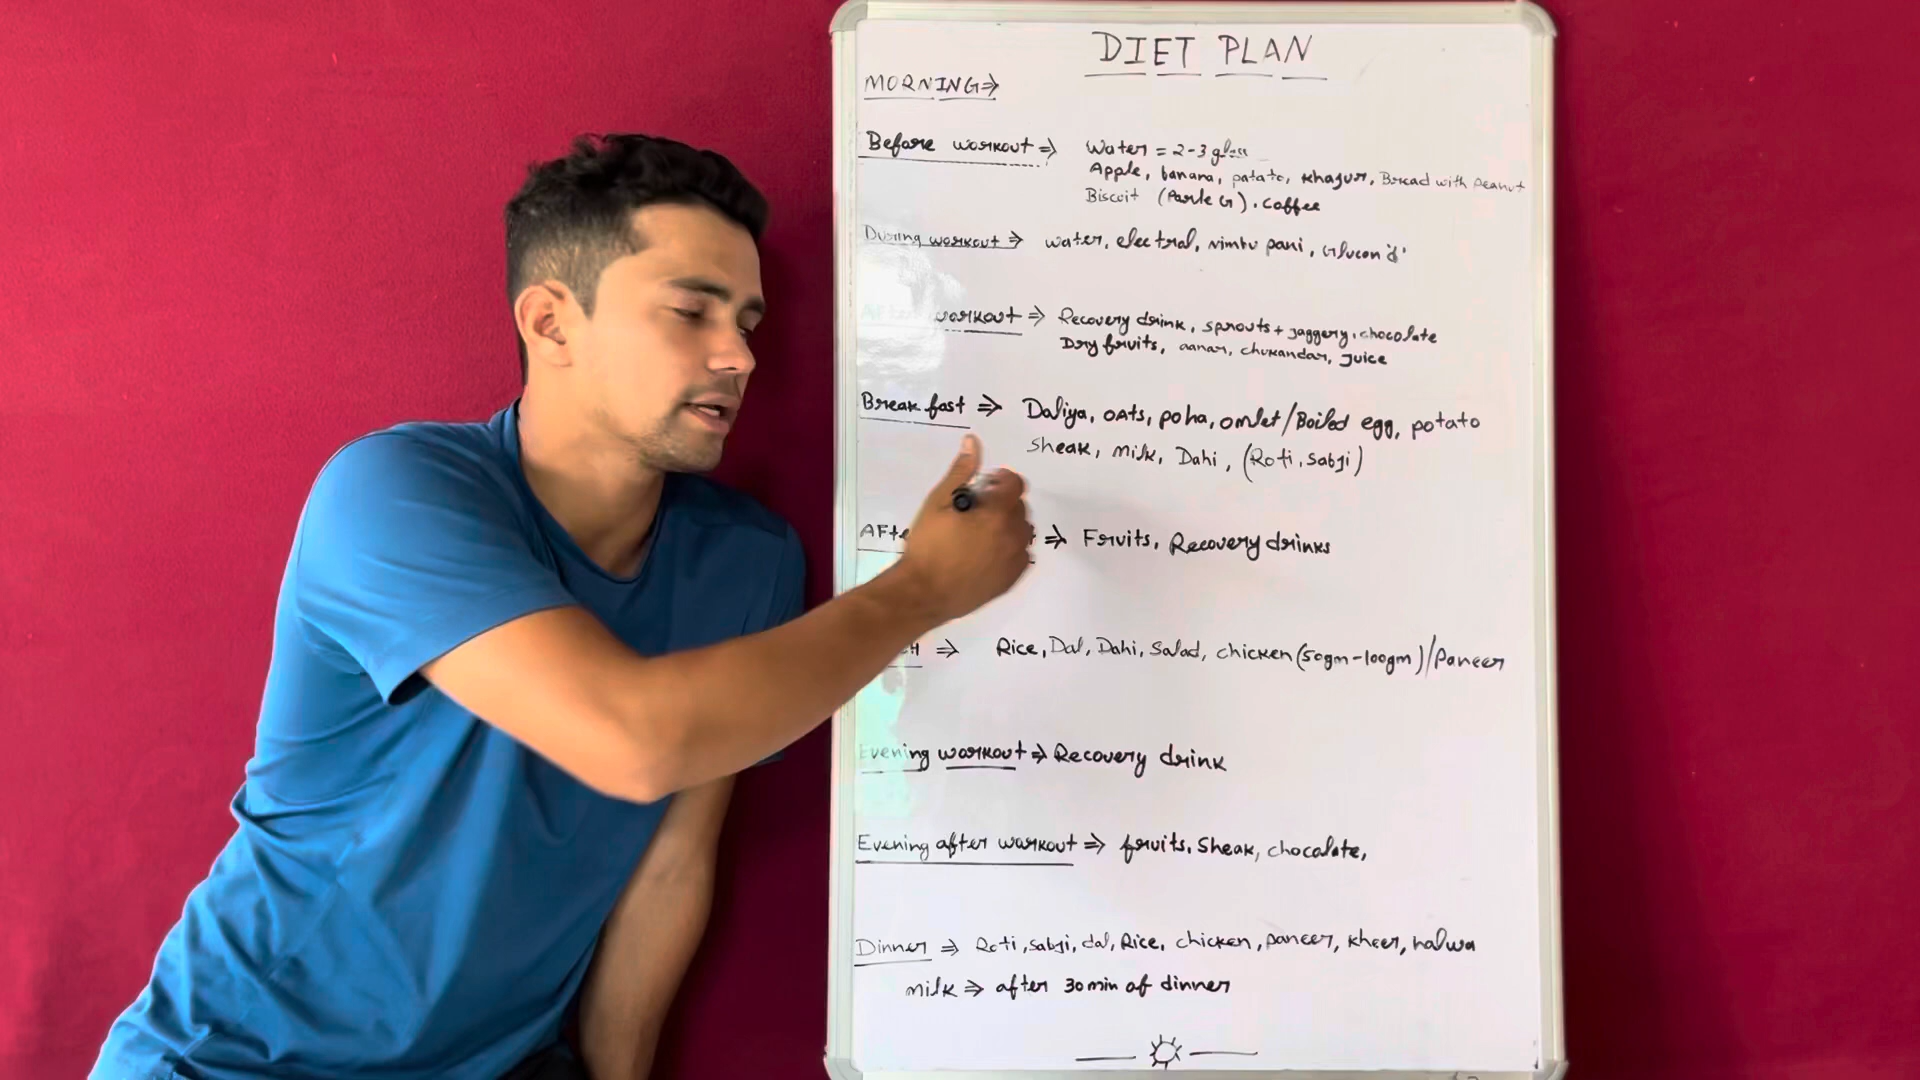 DIET PLAN
MORNING⇒
Before workout ⇒ Water = 2-3 glass
Apple, banana, potato, khajur, Bread with Peanut
Biscuit (Parle G). Coffee
During workout ⇒ water, electral, nimbu pani, Glucon 'd'
After workout ⇒ Recovery drink, sprouts + jaggery, chocolate
Dry fruits, aanar, chukandar, Juice
Break fast ⇒ Daliya, OATS, poha, omlet/Boiled egg, potato
Sheak, milk, Dahi, (Roti, Sabji)
⇒ Fruits, Recovery drinks
⇒ Rice, Dal, Dahi, Salad, chicken (50gm-100gm)/Paneer
Evening workout ⇒ Recovery drink
Evening after workout ⇒ fruits, Sheak, chocolate,
Dinner ⇒ Roti, sabji, dal, Rice, chicken, paneer, kheer, halwa
milk ⇒ after 30 min of dinner